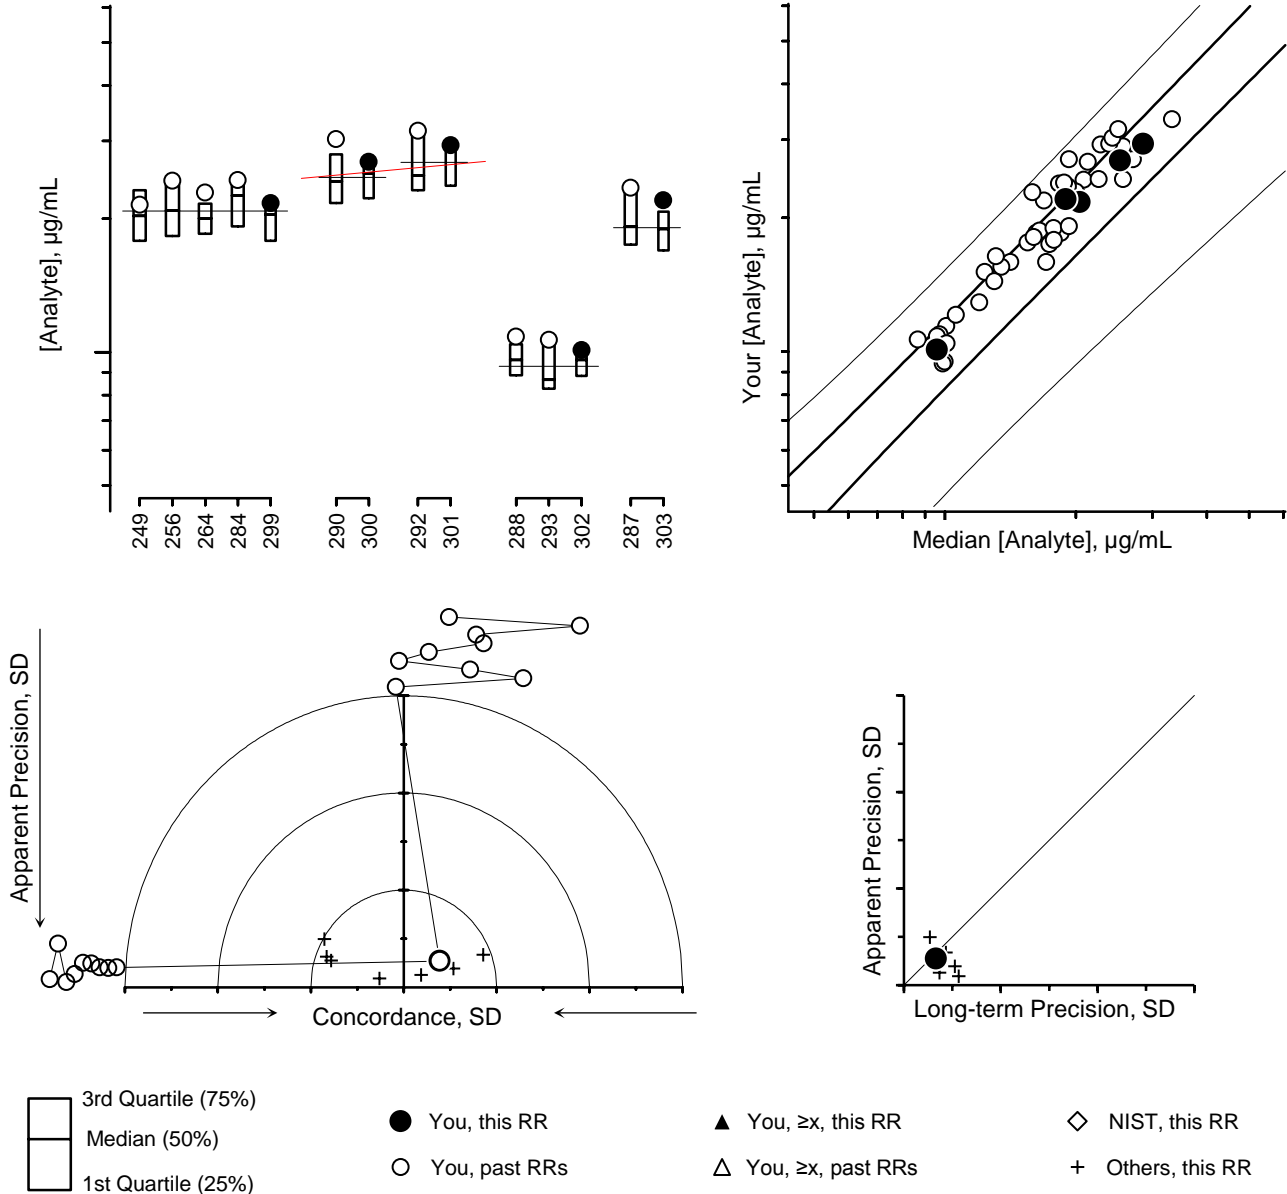 [Analyte], µg/mL
249 256 264 284 299 290 300 292 301 288 293 302 287 303
Your [Analyte], µg/mL
Median [Analyte], µg/mL
Apparent Precision, SD
Concordance, SD
Apparent Precision, SD
Long-term Precision, SD
3rd Quartile (75%)
Median (50%)
1st Quartile (25%)
You, this RR
You, past RRs
You, ≥x, this RR
You, ≥x, past RRs
NIST, this RR
Others, this RR